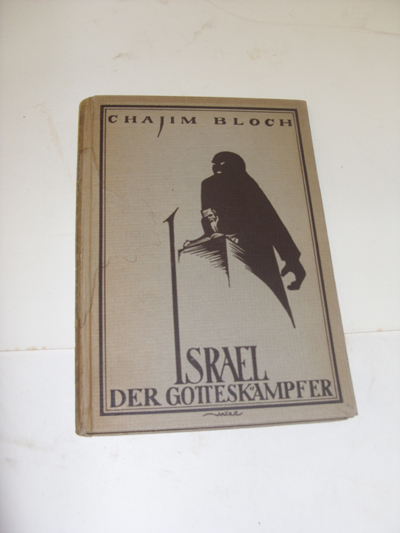 CHAJIM BLOCH
ISRAEL
DER GOTTESKÄMPFER